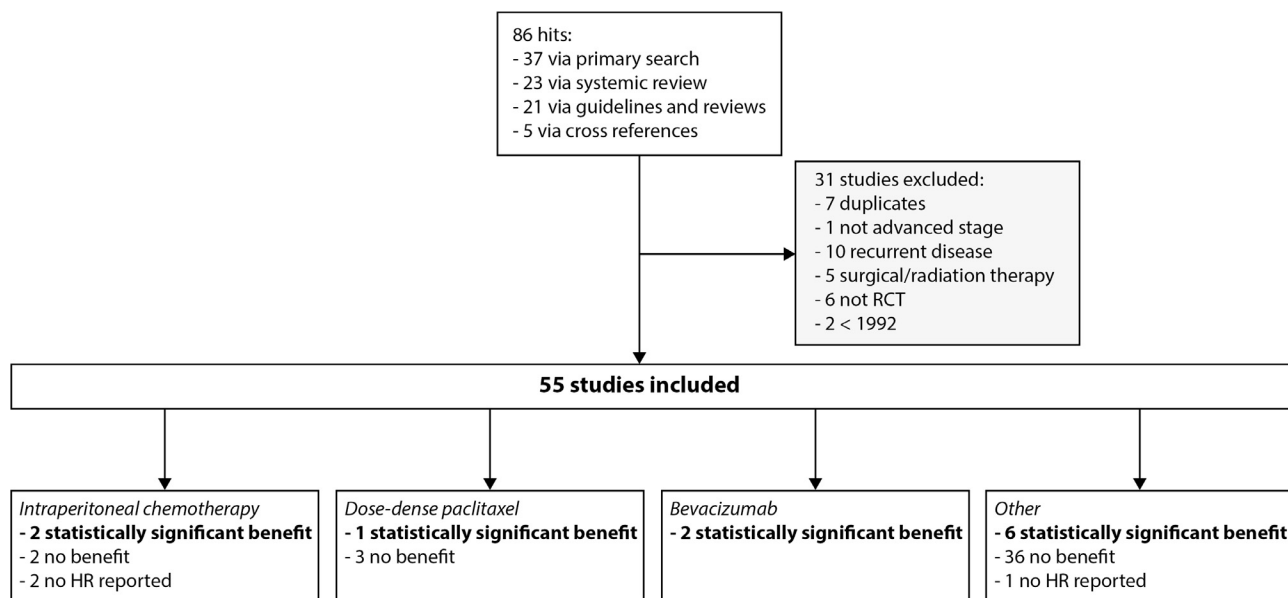 86 hits:
- 37 via primary search
- 23 via systemic review
- 21 via guidelines and reviews
- 5 via cross references
31 studies excluded:
- 7 duplicates
- 1 not advanced stage
- 10 recurrent disease
- 5 surgical/radiation therapy
- 6 not RCT
- 2 < 1992
55 studies included
Intraperitoneal chemotherapy
- 2 statistically significant benefit
- 2 no benefit
- 2 no HR reported
Dose-dense paclitaxel
- 1 statistically significant benefit
- 3 no benefit
Bevacizumab
- 2 statistically significant benefit
Other
- 6 statistically significant benefit
- 36 no benefit
- 1 no HR reported